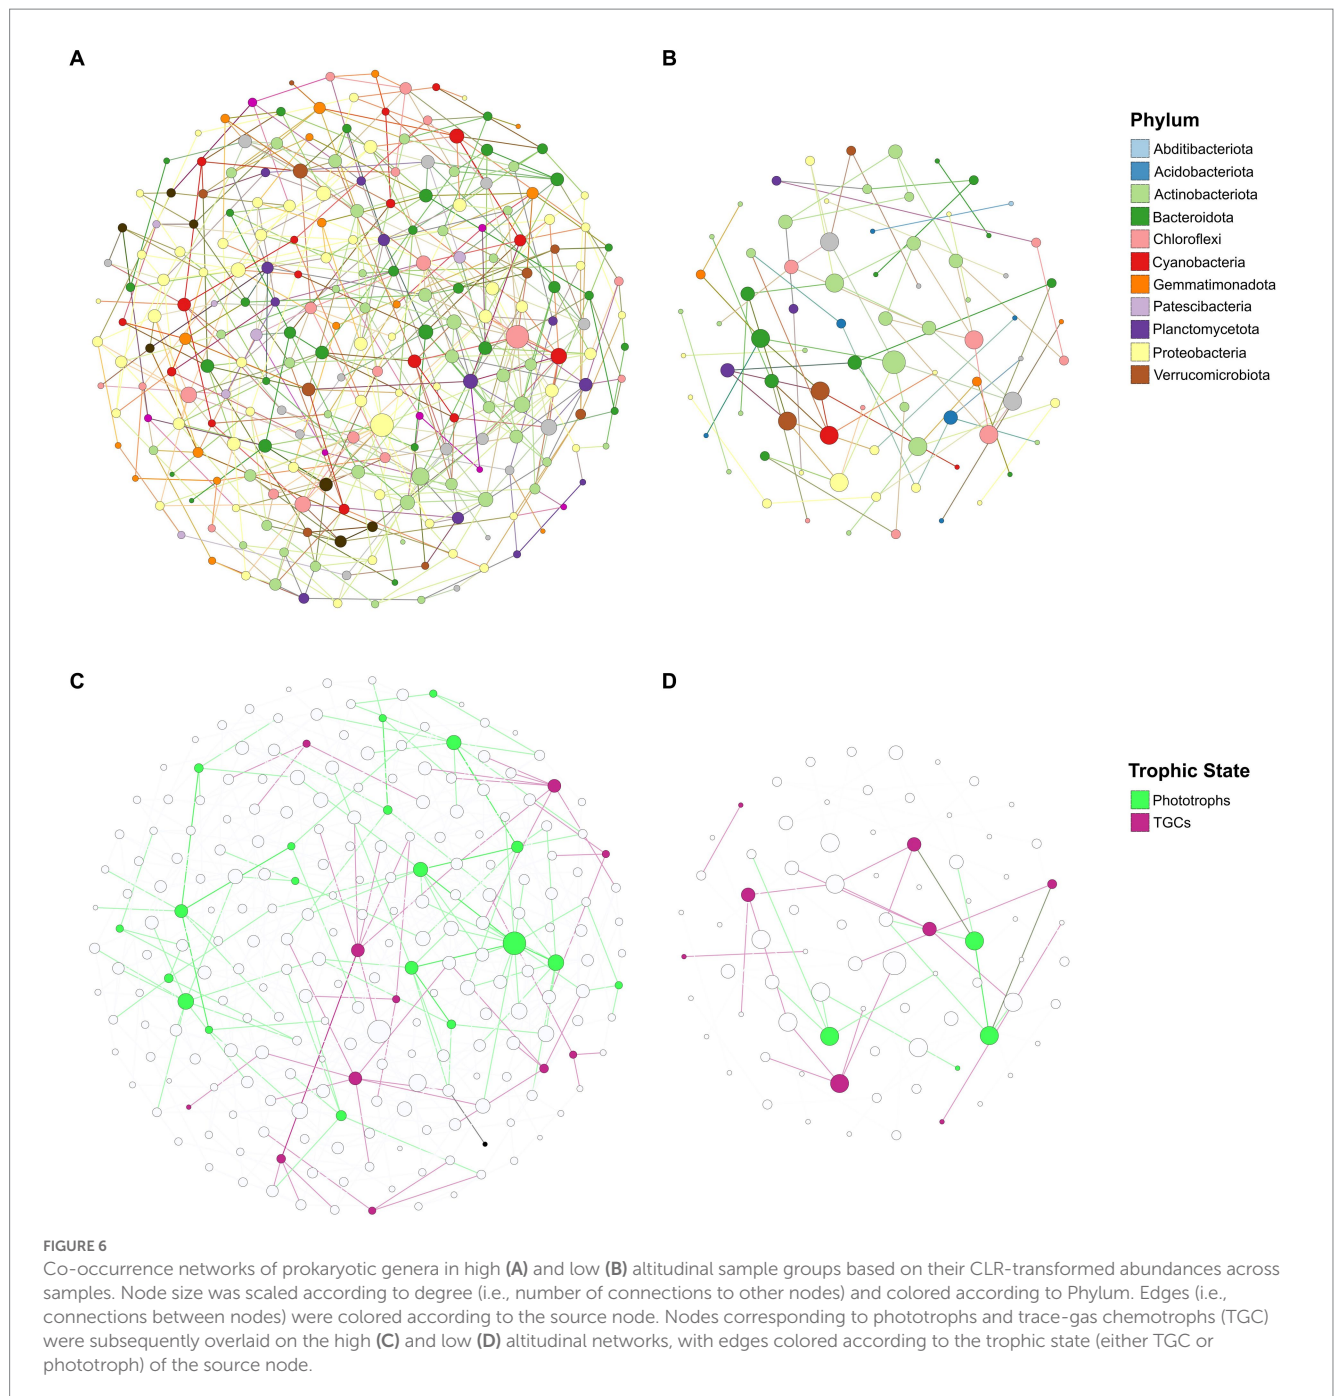 A
B
Phylum
Abditibacteriota
Acidobacteriota
Actinobacteriota
Bacteroidota
Chloroflexi
Cyanobacteria
Gemmatimonadota
Patescibacteria
Planctomycetota
Proteobacteria
Verrucomicrobiota
C
D
Trophic State
Phototrophs
TGCs
FIGURE 6
Co-occurrence networks of prokaryotic genera in high (A) and low (B) altitudinal sample groups based on their CLR-transformed abundances across
samples. Node size was scaled according to degree (i.e., number of connections to other nodes) and colored according to Phylum. Edges (i.e.,
connections between nodes) were colored according to the source node. Nodes corresponding to phototrophs and trace-gas chemotrophs (TGC)
were subsequently overlaid on the high (C) and low (D) altitudinal networks, with edges colored according to the trophic state (either TGC or
phototroph) of the source node.